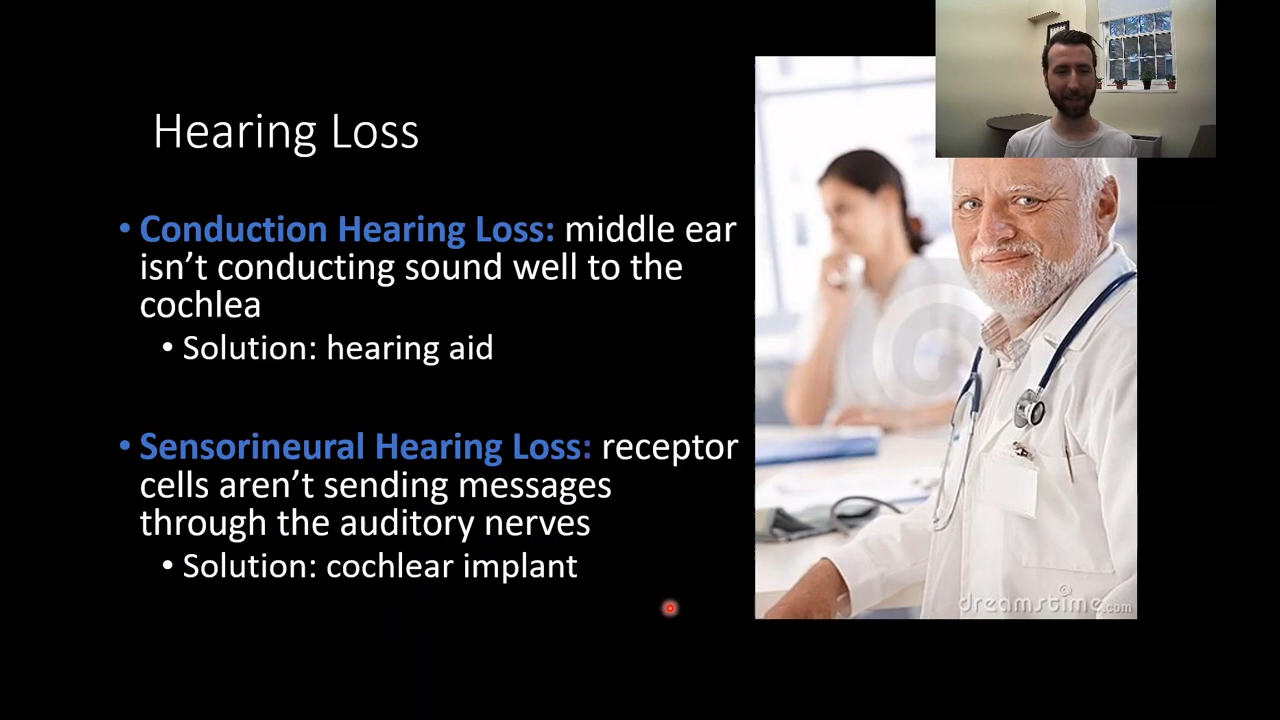 Hearing Loss
• Conduction Hearing Loss: middle ear
isn’t conducting sound well to the
cochlea
• Solution: hearing aid
• Sensorineural Hearing Loss: receptor
cells aren’t sending messages
through the auditory nerves
• Solution: cochlear implant
dreamstime.com